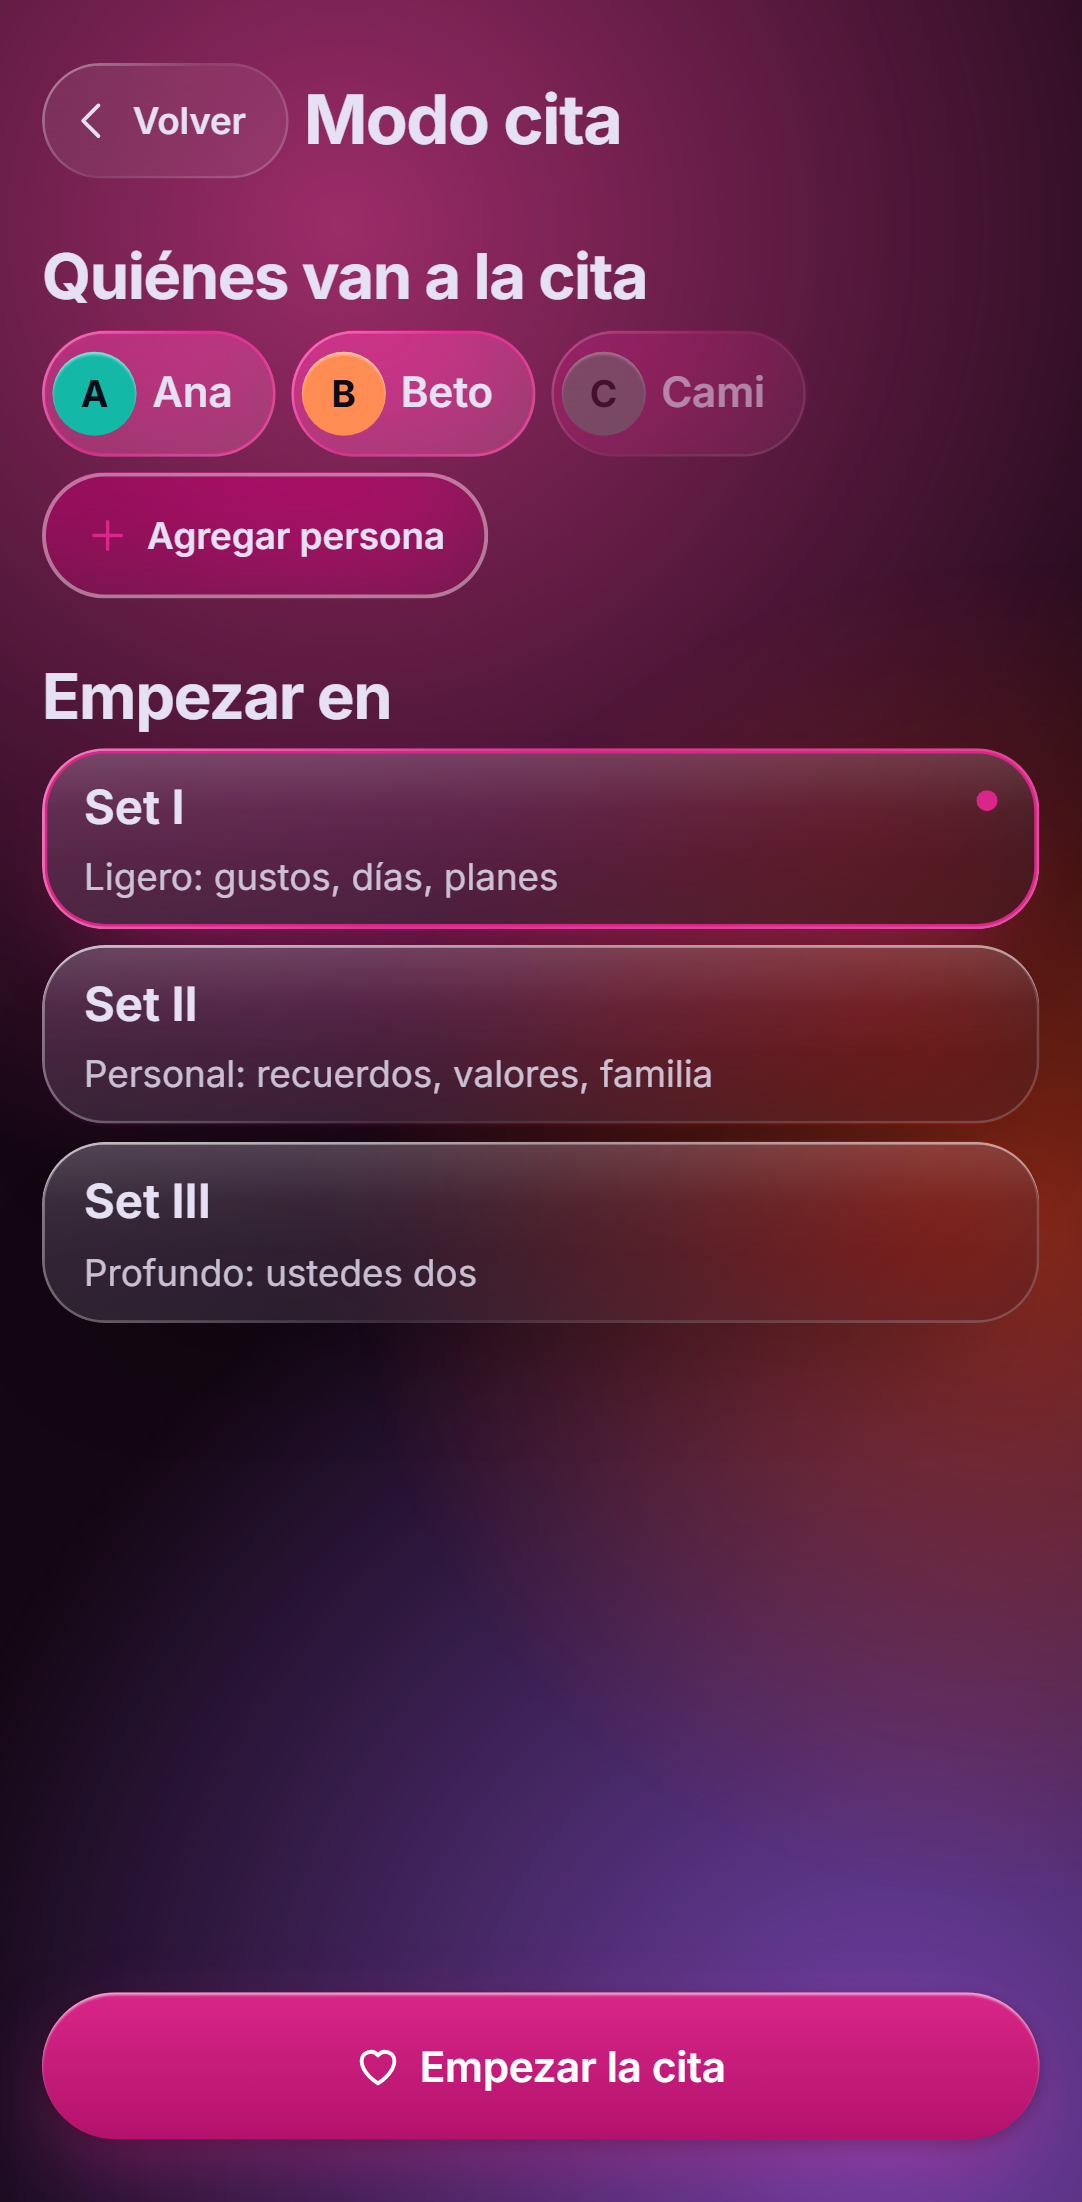 Volver
Modo cita
Quiénes van a la cita
A Ana
B Beto
C Cami
Agregar persona
Empezar en
Set I
Ligero: gustos, días, planes
Set II
Personal: recuerdos, valores, familia
Set III
Profundo: ustedes dos
Empezar la cita